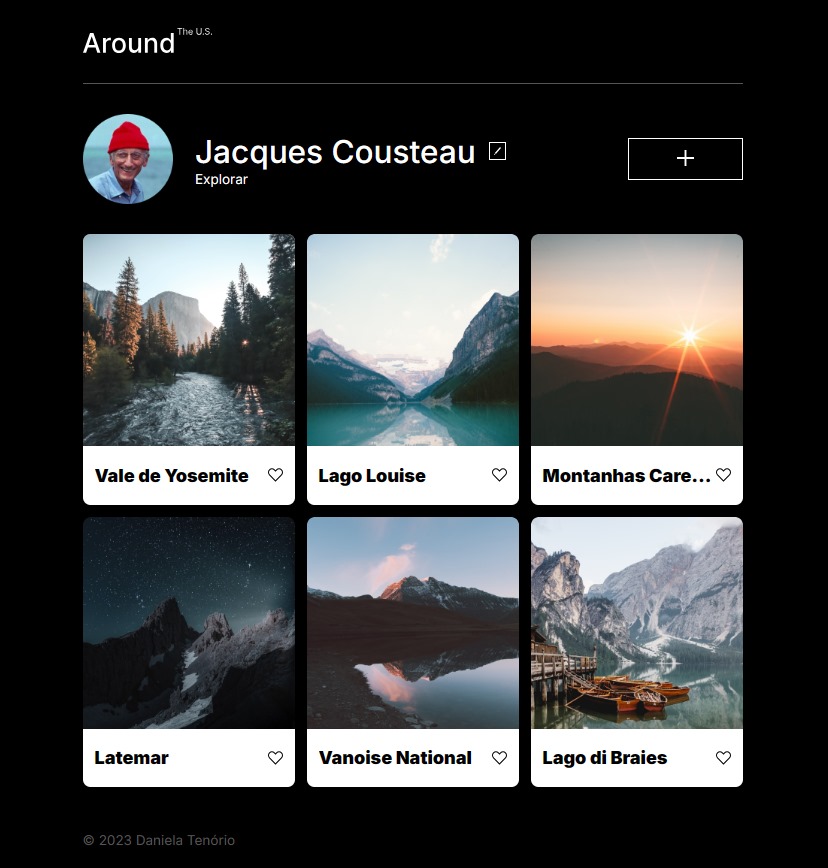 Around The U.S.
Jacques Cousteau
Explorar
Vale de Yosemite
Lago Louise
Montanhas Care...
Latemar
Vanoise National
Lago di Braies
© 2023 Daniela Tenório